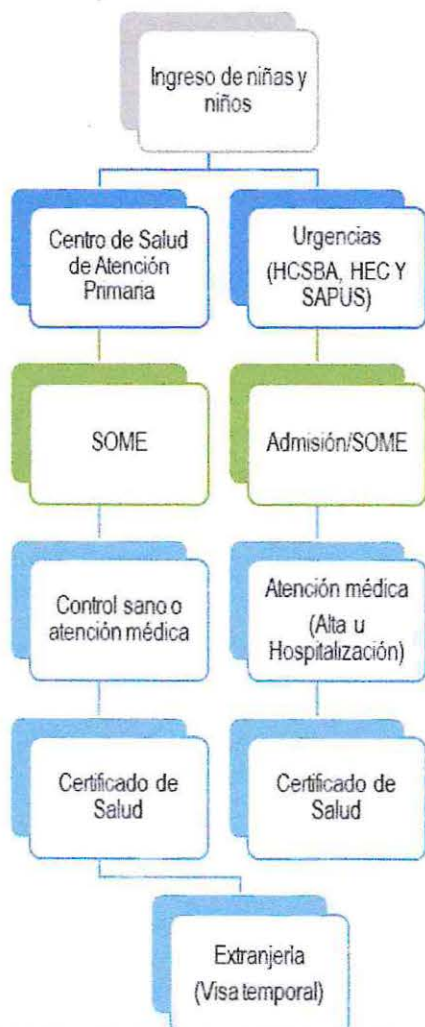 Ingreso de niñas y
niños
Centro de Salud
de Atención
Primaria
Urgencias
(HCSBA, HEC Y
SAPUS)
SOME
Admisión/SOME
Control sano o
atención médica
Atención médica
(Alta u
Hospitalización)
Certificado de
Salud
Certificado de
Salud
Extranjería
(Visa temporal)